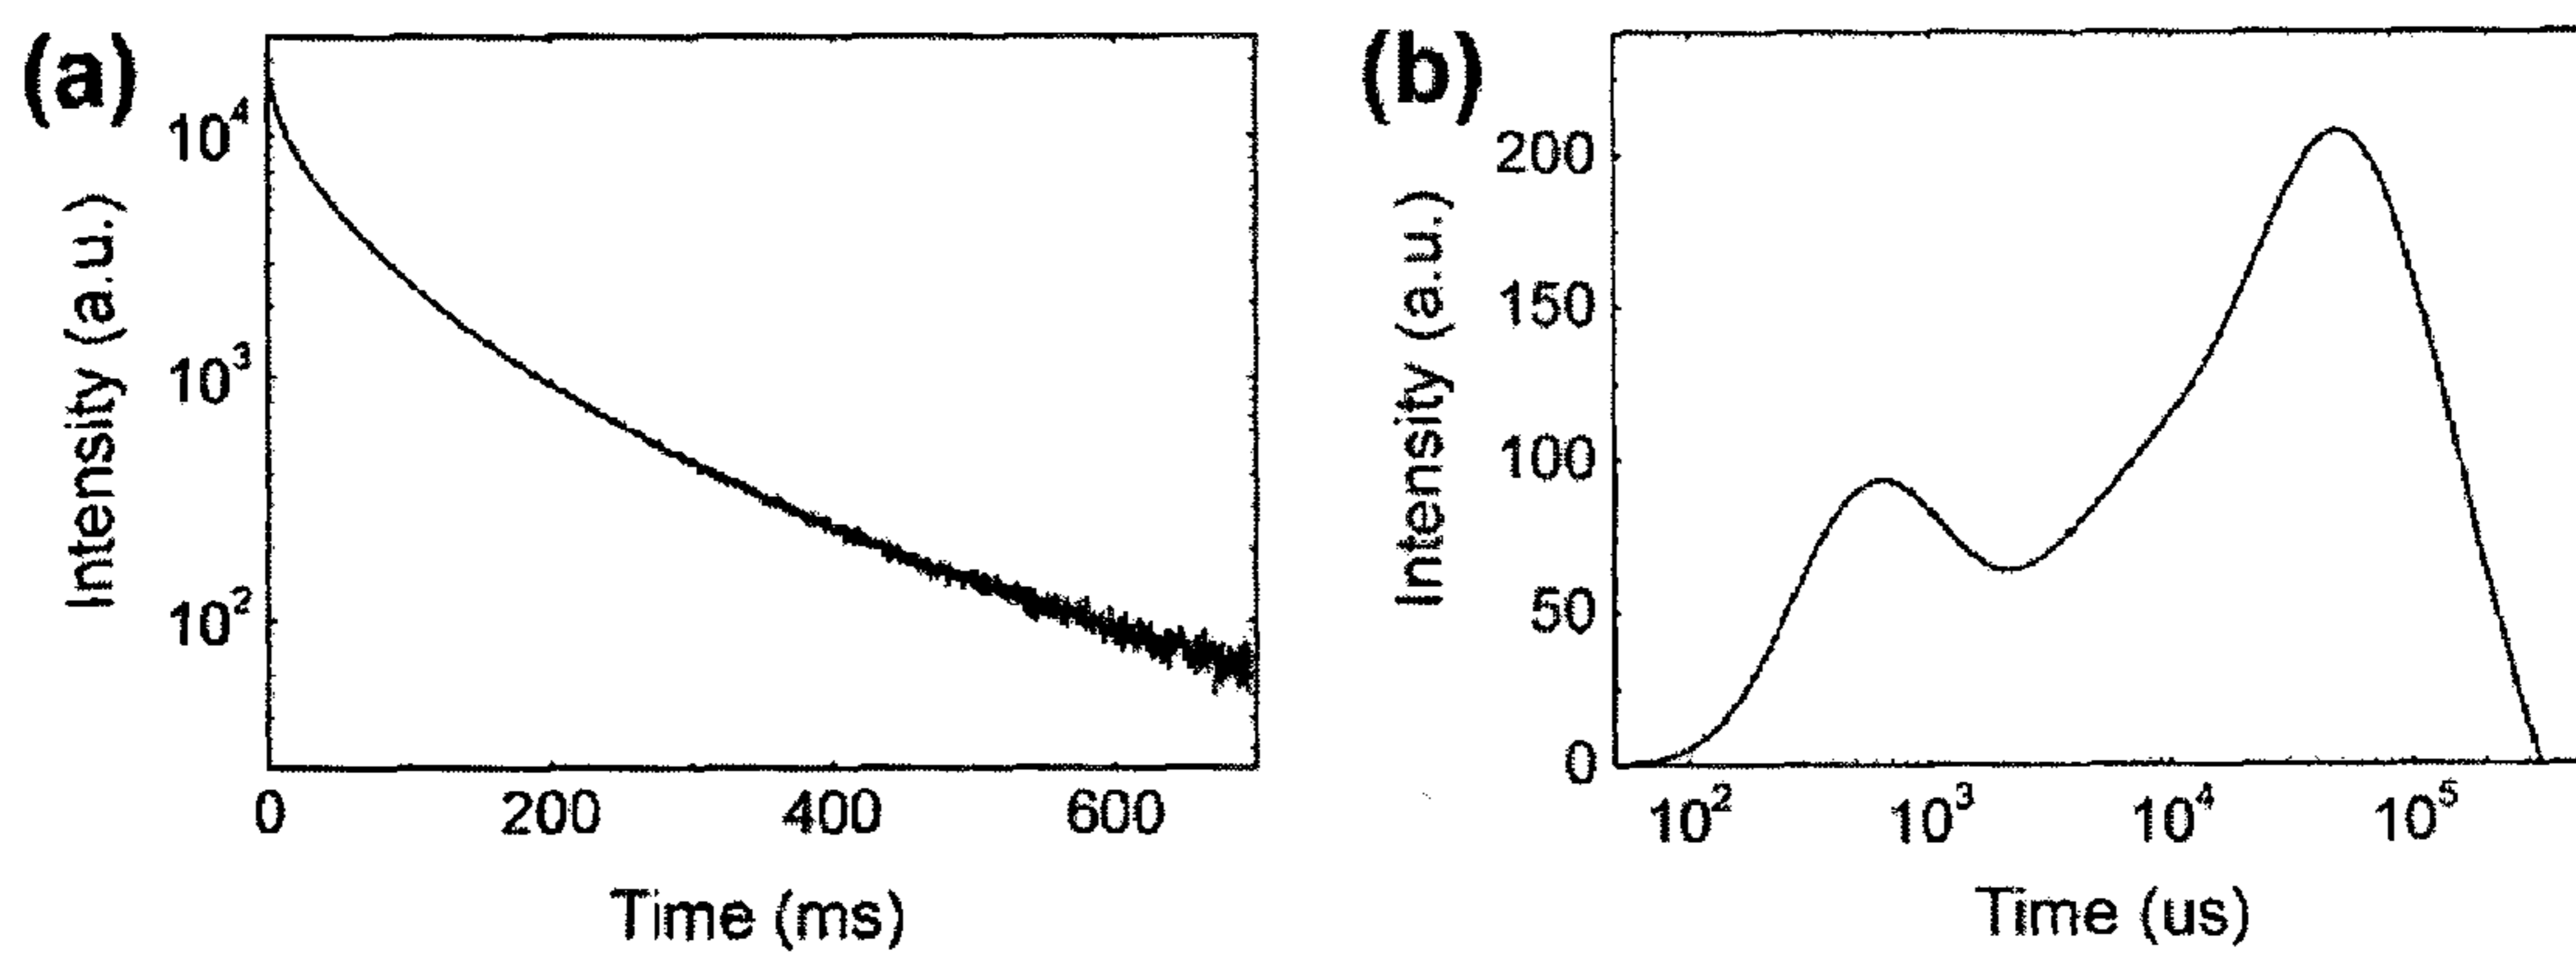 (a)
10⁴
10³
10²
Intensity (a.u.)
0 200 400 600
Time (ms)
(b)
200
150
100
50
0
Intensity (a.u.)
10² 10³ 10⁴ 10⁵
Time (us)